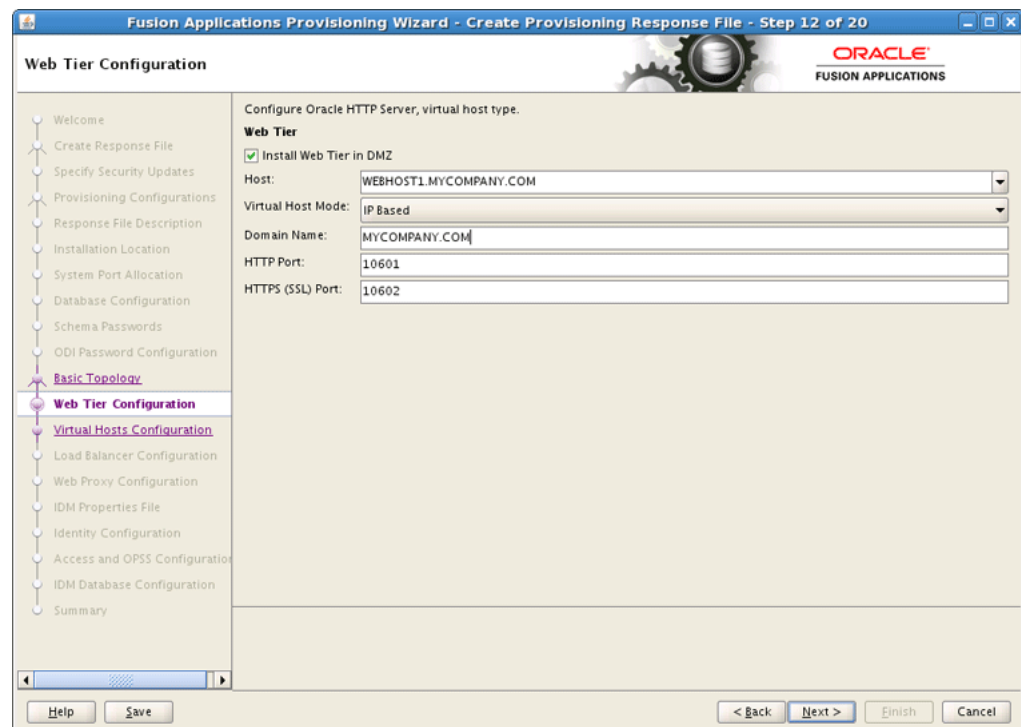 Fusion Applications Provisioning Wizard - Create Provisioning Response File - Step 12 of 20
Web Tier Configuration
ORACLE
FUSION APPLICATIONS
Welcome
Create Response File
Specify Security Updates
Provisioning Configurations
Response File Description
Installation Location
System Port Allocation
Database Configuration
Schema Passwords
ODI Password Configuration
Basic Topology
Web Tier Configuration
Virtual Hosts Configuration
Load Balancer Configuration
Web Proxy Configuration
IDM Properties File
Identity Configuration
Access and OPSS Configuration
IDM Database Configuration
Summary
Configure Oracle HTTP Server, virtual host type.
Web Tier
Install Web Tier in DMZ
Host: WEBHOST1.MYCOMPANY.COM
Virtual Host Mode: IP Based
Domain Name: MYCOMPANY.COM
HTTP Port: 10601
HTTPS (SSL) Port: 10602
Help Save < Back Next > Finish Cancel